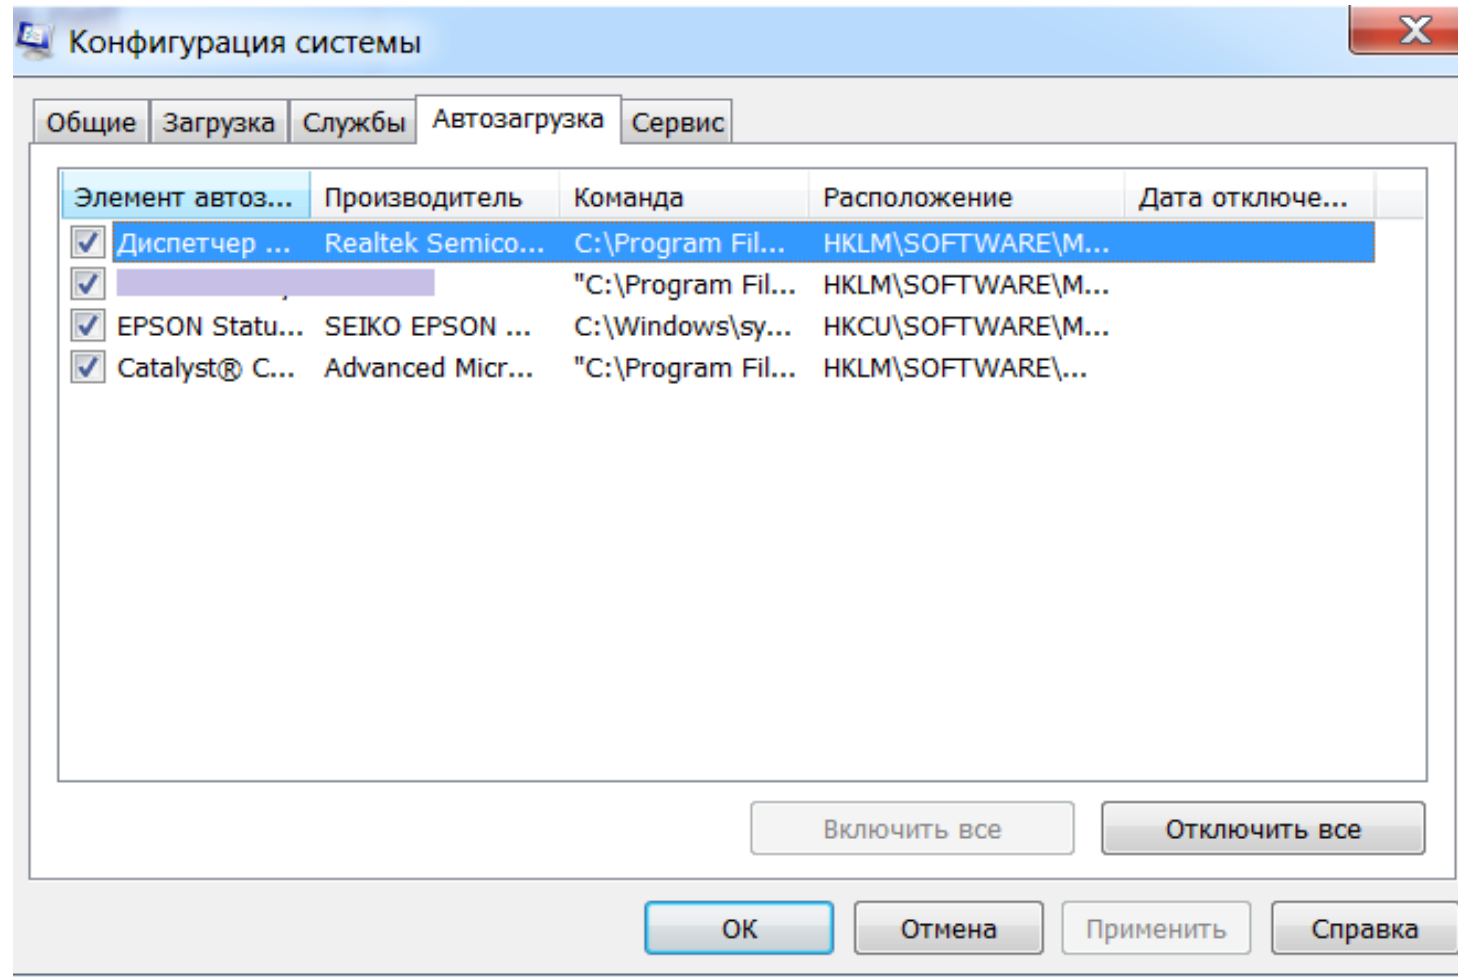 Конфигурация системы
Общие Загрузка Службы Автозагрузка Сервис
Элемент автоз... Производитель Команда Расположение Дата отключе...
Диспетчер ... Realtek Semico... C:\Program Fil... HKLM\SOFTWARE\M...
"C:\Program Fil... HKLM\SOFTWARE\M...
EPSON Statu... SEIKO EPSON ... C:\Windows\sy... HKCU\SOFTWARE\M...
Catalyst® C... Advanced Micr... "C:\Program Fil... HKLM\SOFTWARE\...
Включить все Отключить все
ОК Отмена Применить Справка